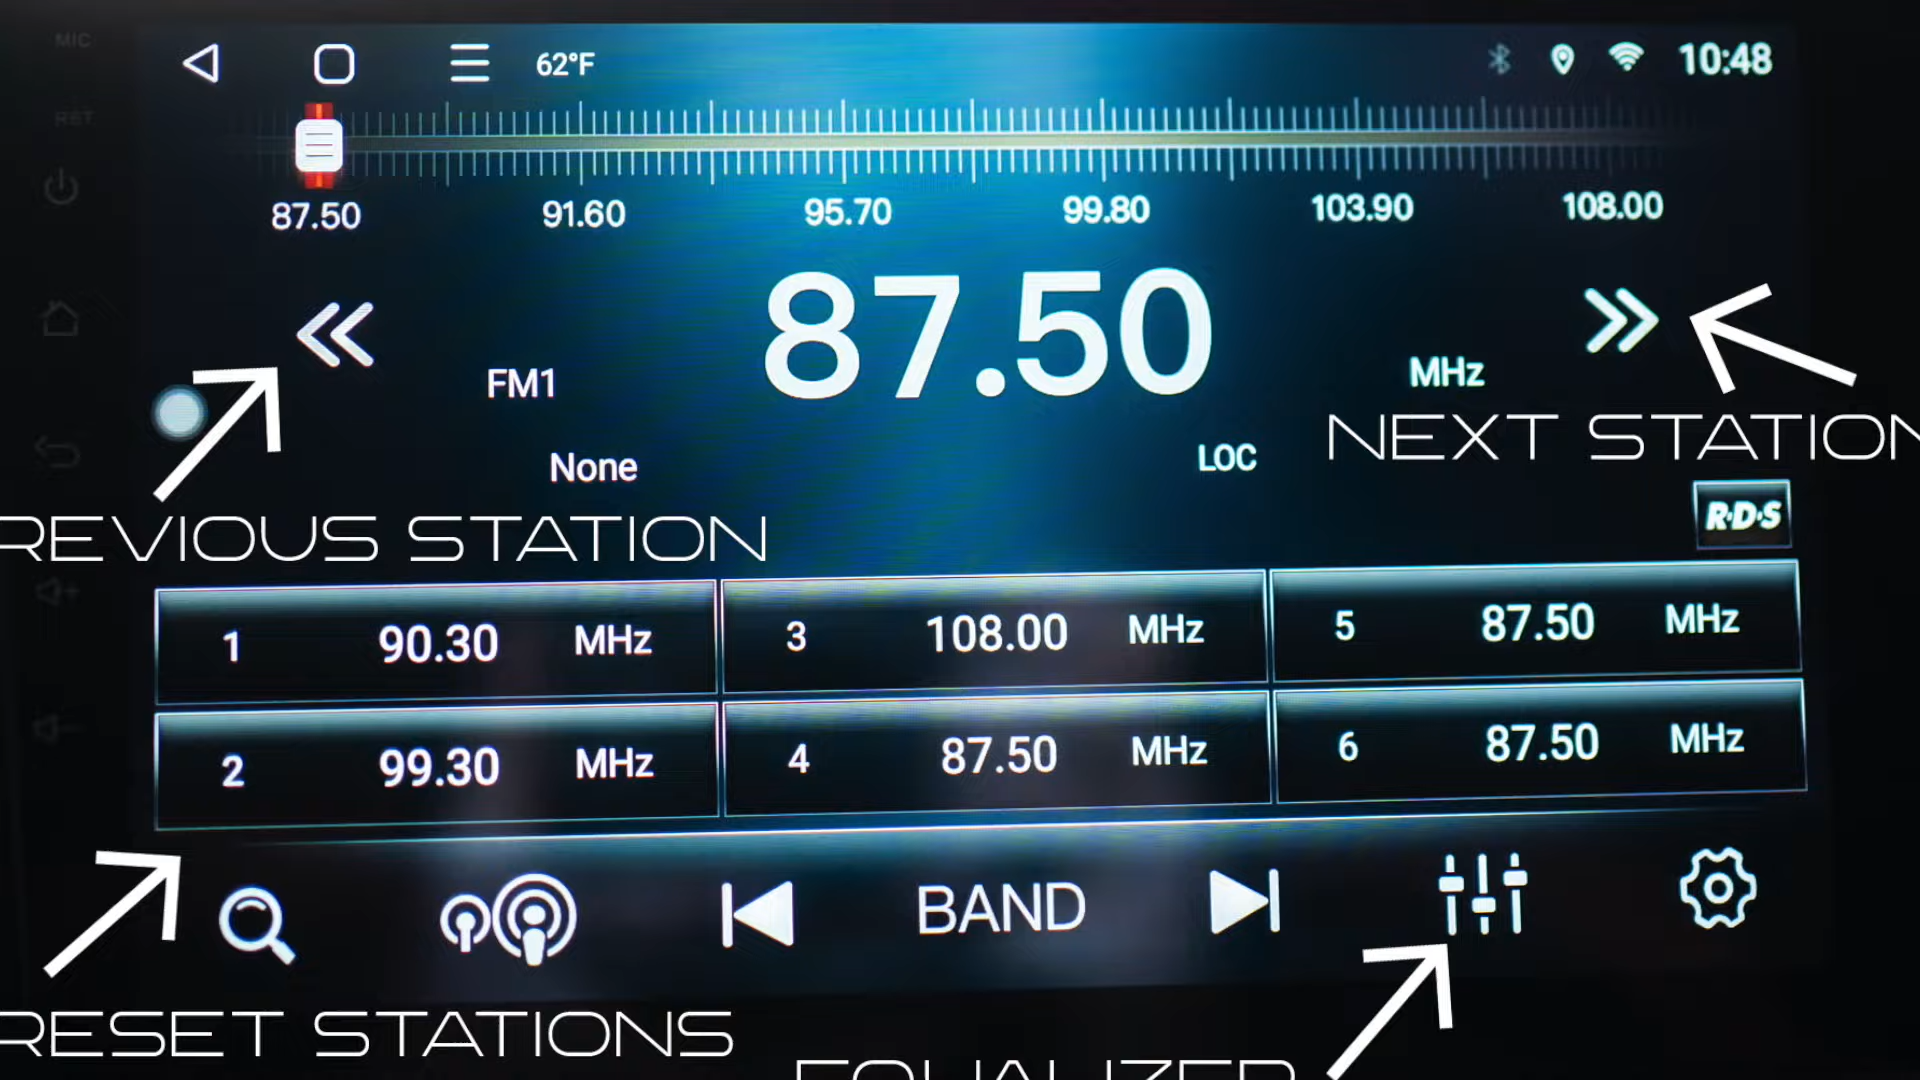 MIC
62°F 10:48
RST
87.50 91.60 95.70 99.80 103.90 108.00
87.50
FM1 MHz
NEXT STATION
None LOC
R·D·S
REVIOUS STATION
1 90.30 MHz 3 108.00 MHz 5 87.50 MHz
2 99.30 MHz 4 87.50 MHz 6 87.50 MHz
BAND
RESET STATIONS
EQUALIZER